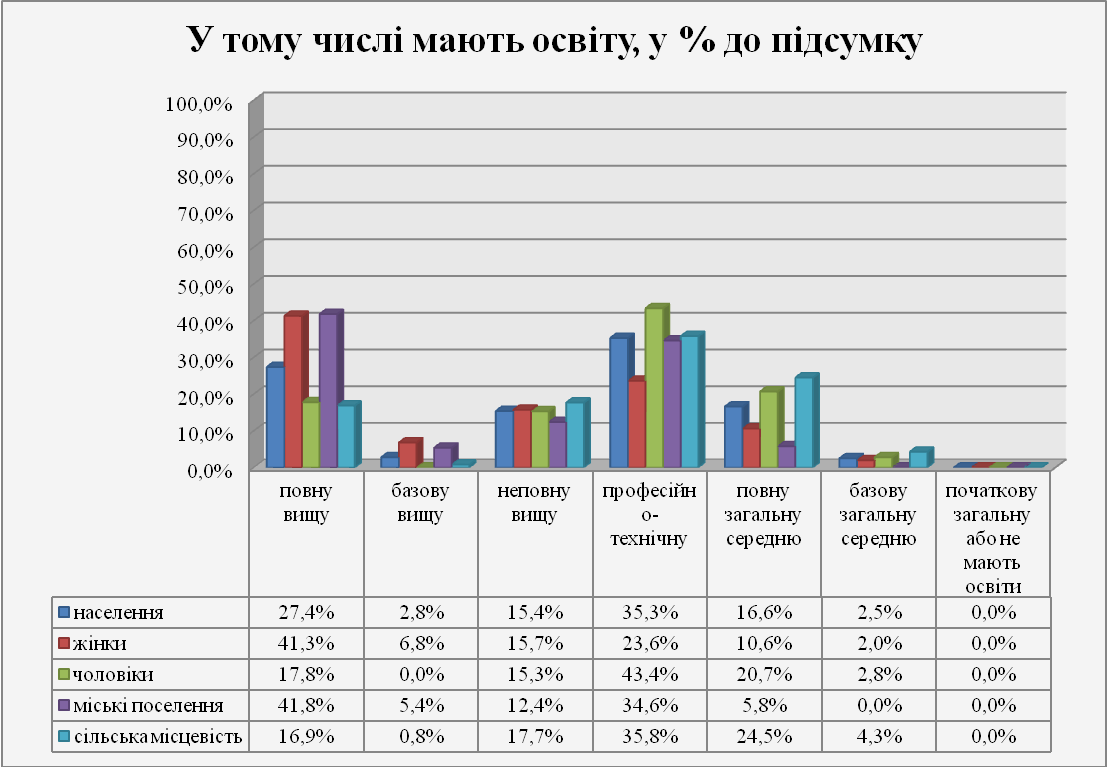 У тому числі мають освіту, у % до підсумку
100,0%
90,0%
80,0%
70,0%
60,0%
50,0%
40,0%
30,0%
20,0%
10,0%
0,0%
повну вищу
базову вищу
неповну вищу
професійно-технічну
повну загальну середню
базову загальну середню
початкову загальну або не мають освіти
населення 27,4% 2,8% 15,4% 35,3% 16,6% 2,5% 0,0%
жінки 41,3% 6,8% 15,7% 23,6% 10,6% 2,0% 0,0%
чоловіки 17,8% 0,0% 15,3% 43,4% 20,7% 2,8% 0,0%
міські поселення 41,8% 5,4% 12,4% 34,6% 5,8% 0,0% 0,0%
сільська місцевість 16,9% 0,8% 17,7% 35,8% 24,5% 4,3% 0,0%